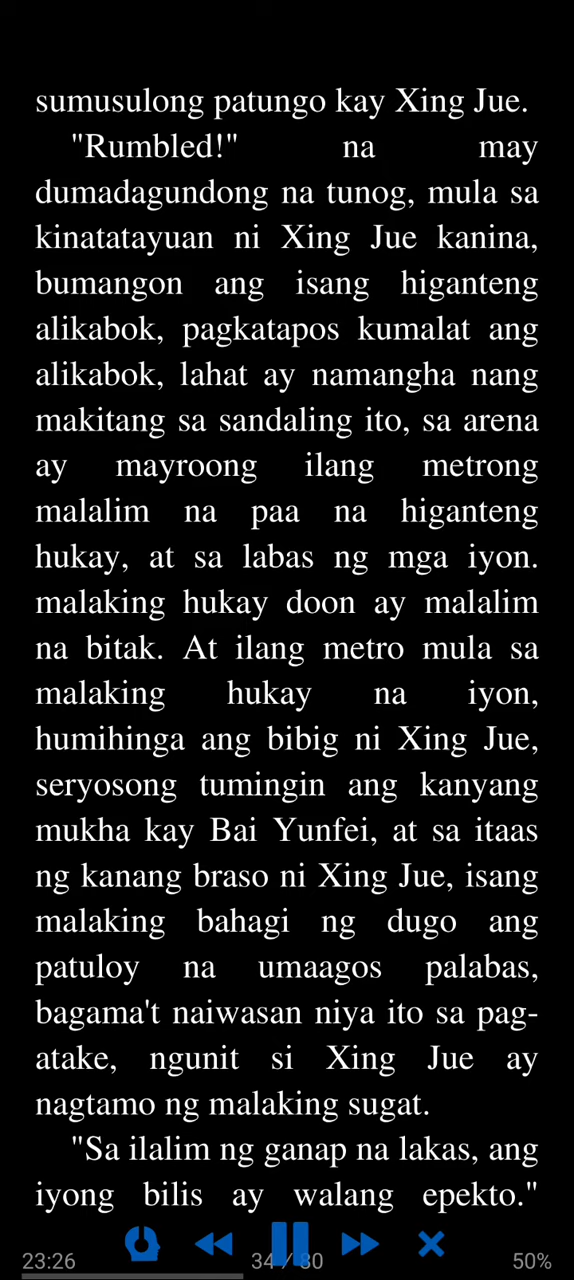 sumusulong patungo kay Xing Jue.
"Rumbled!" na may
dumadagundong na tunog, mula sa
kinatatayuan ni Xing Jue kanina,
bumangon ang isang higanteng
alikabok, pagkatapos kumalat ang
alikabok, lahat ay namangha nang
makitang sa sandaling ito, sa arena
ay mayroong ilang metrong
malalim na paa na higanteng
hukay, at sa labas ng mga iyon.
malaking hukay doon ay malalim
na bitak. At ilang metro mula sa
malaking hukay na iyon,
humihinga ang bibig ni Xing Jue,
seryosong tumingin ang kanyang
mukha kay Bai Yunfei, at sa itaas
ng kanang braso ni Xing Jue, isang
malaking bahagi ng dugo ang
patuloy na umaagos palabas,
bagama't naiwasan niya ito sa pag-
atake, ngunit si Xing Jue ay
nagtamo ng malaking sugat.
"Sa ilalim ng ganap na lakas, ang
iyong bilis ay walang epekto."
23:26 34 / 80 50%